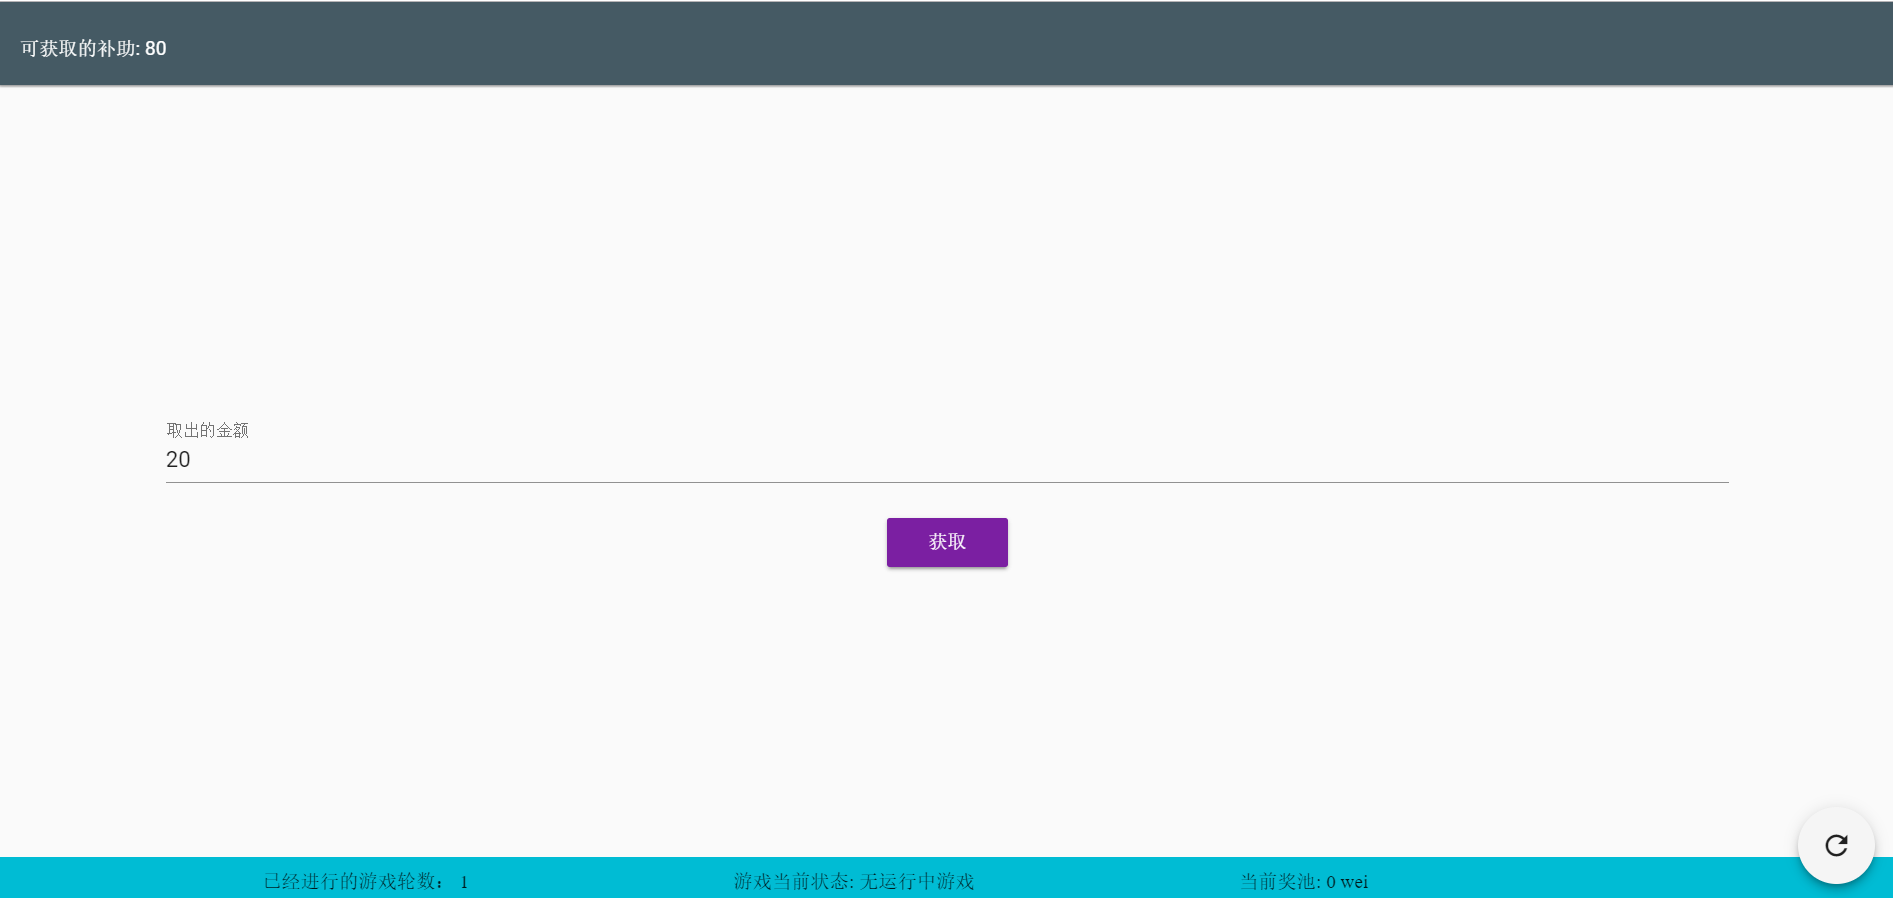 可获取的补助: 80
取出的金额
20
获取
已经进行的游戏轮数： 1
游戏当前状态: 无运行中游戏
当前奖池: 0 wei